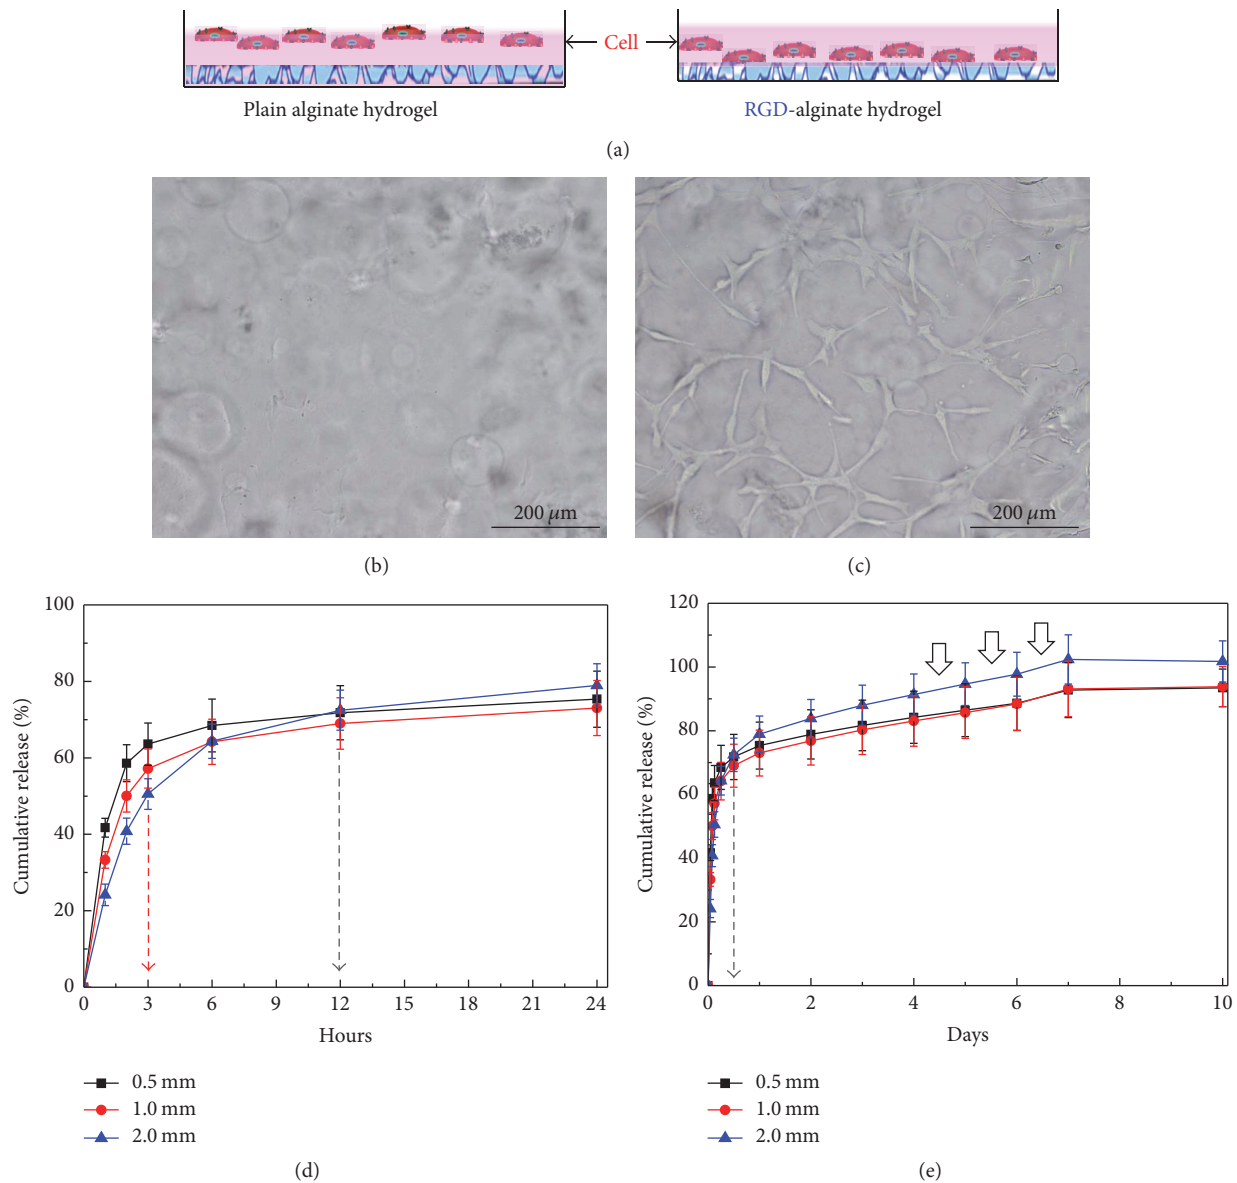 Cell
Plain alginate hydrogel
RGD-alginate hydrogel
(a)
200 μm
200 μm
(b)
(c)
100
80
60
40
20
0
Cumulative release (%)
0 3 6 9 12 15 18 21 24
Hours
0.5 mm
1.0 mm
2.0 mm
(d)
120
100
80
60
40
20
0
Cumulative release (%)
0 2 4 6 8 10
Days
0.5 mm
1.0 mm
2.0 mm
(e)